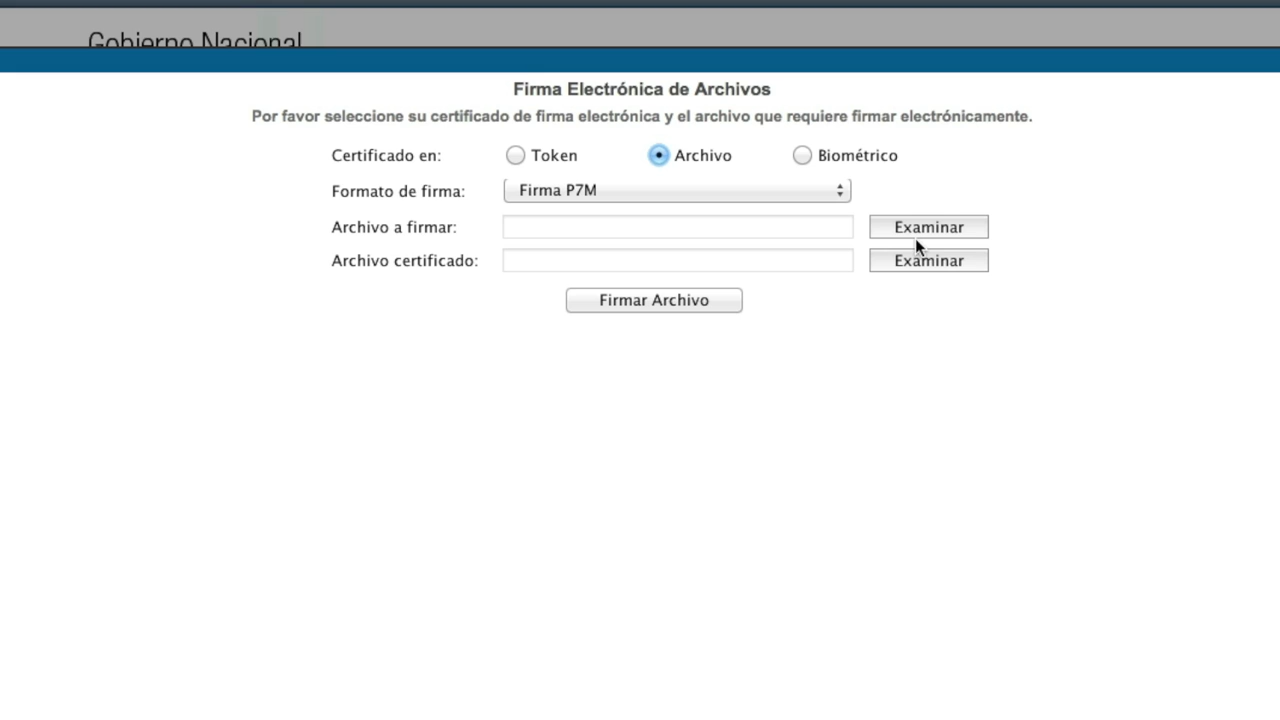 Gobierno Nacional
Firma Electrónica de Archivos
Por favor seleccione su certificado de firma electrónica y el archivo que requiere firmar electrónicamente.
Certificado en: Token Archivo Biométrico
Formato de firma: Firma P7M
Archivo a firmar: Examinar
Archivo certificado: Examinar
Firmar Archivo